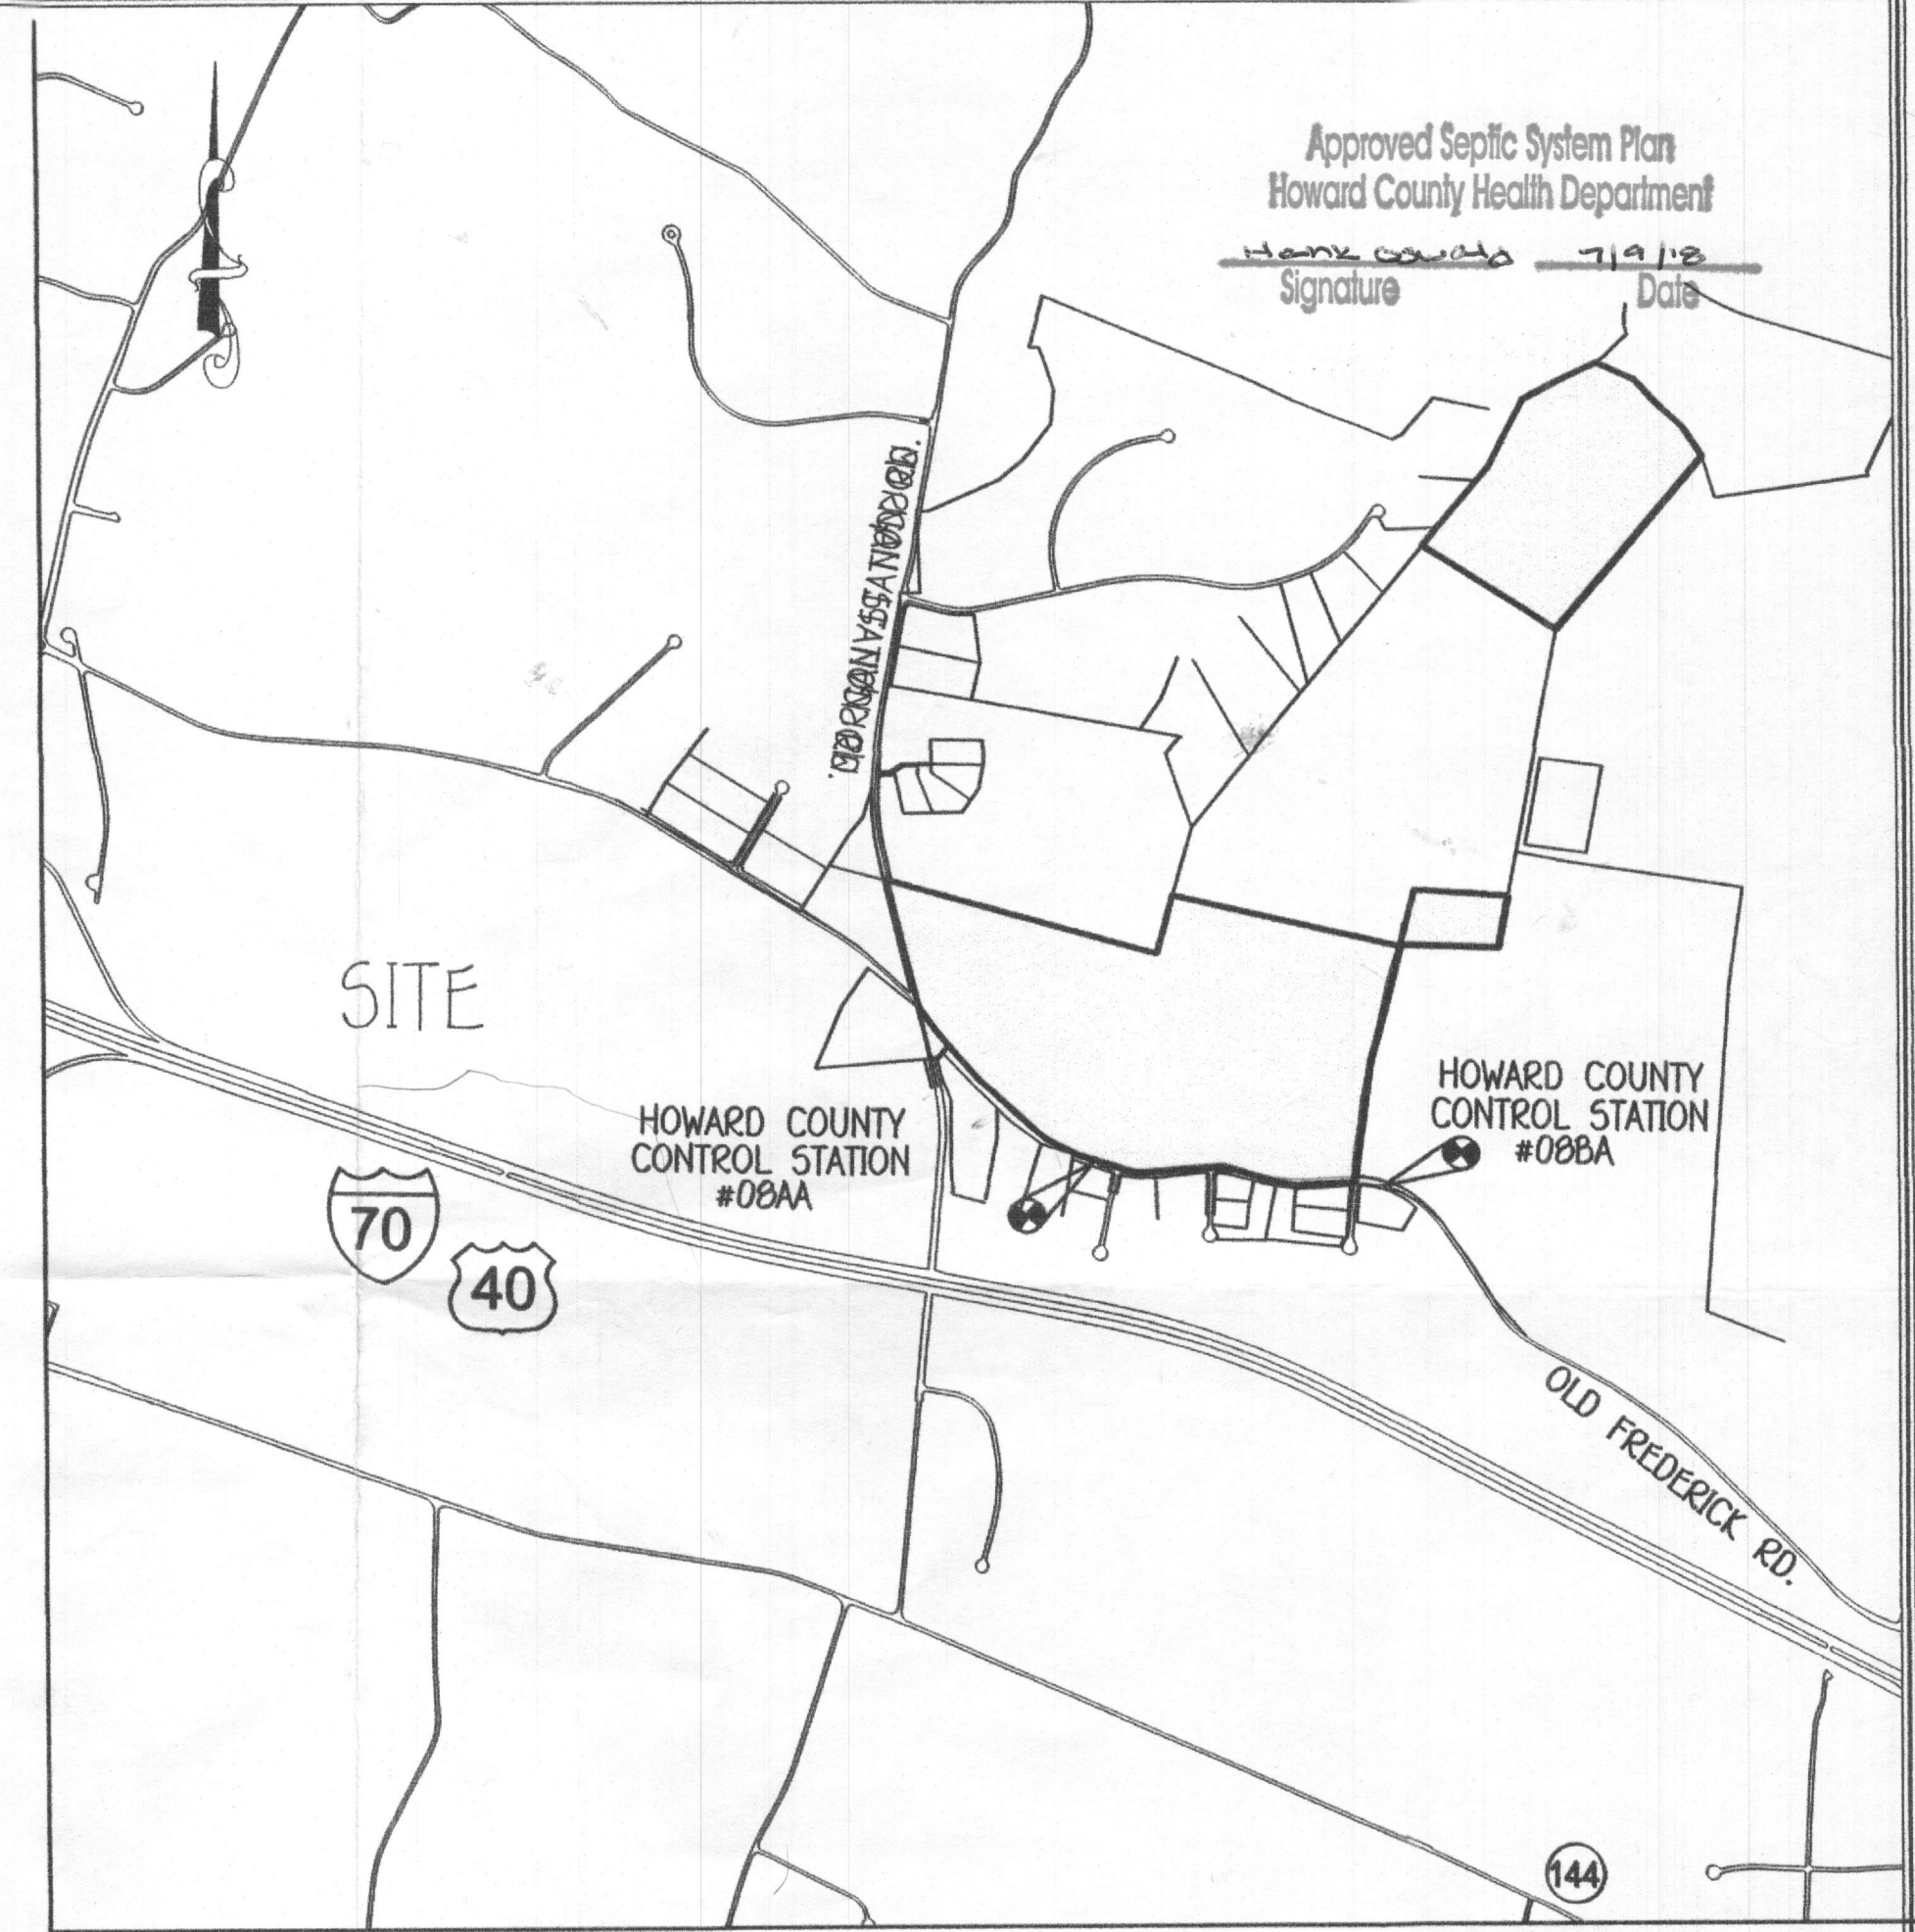 Approved Septic System Plan
Howard County Health Department
7/9/18
Signature
Date
SITE
HOWARD COUNTY
CONTROL STATION
#08BA
HOWARD COUNTY
CONTROL STATION
#08AA
70
40
OLD FREDERICK RD.
144